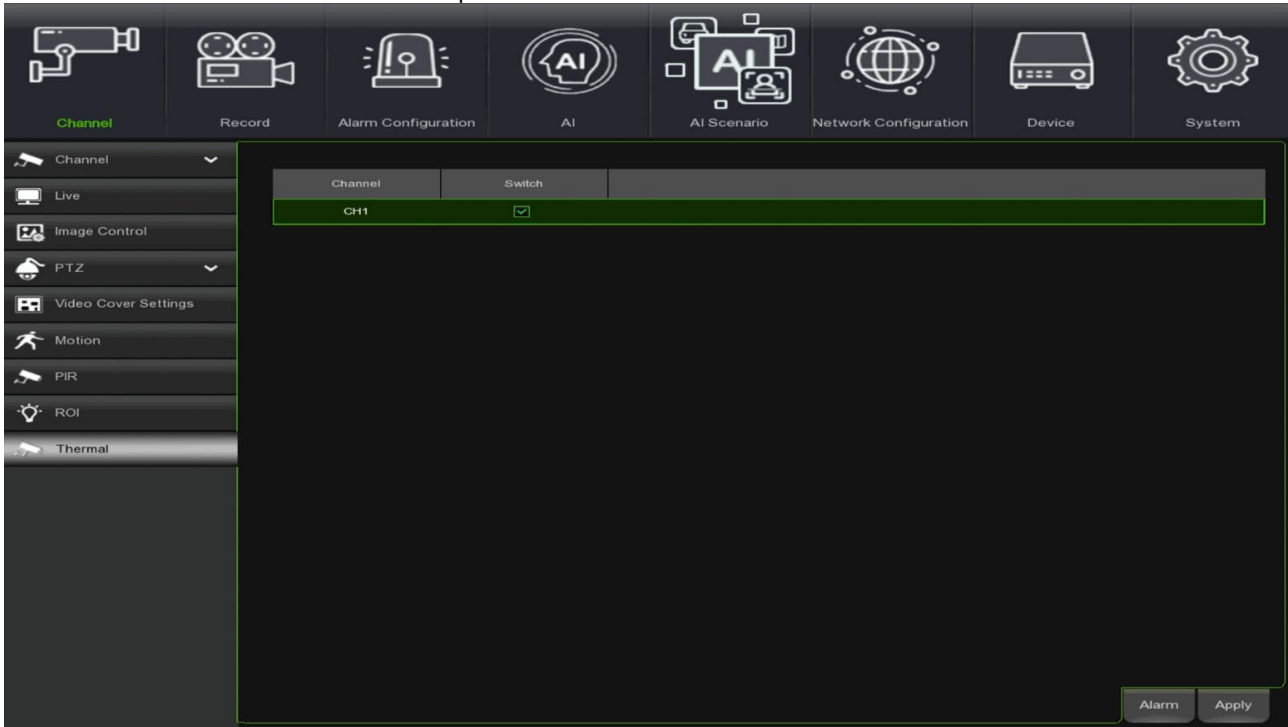 Channel
Record
Alarm Configuration
AI
AI Scenario
Network Configuration
Device
System
Channel
Live
Image Control
PTZ
Video Cover Settings
Motion
PIR
ROI
Thermal
Channel Switch
CH1
Alarm Apply